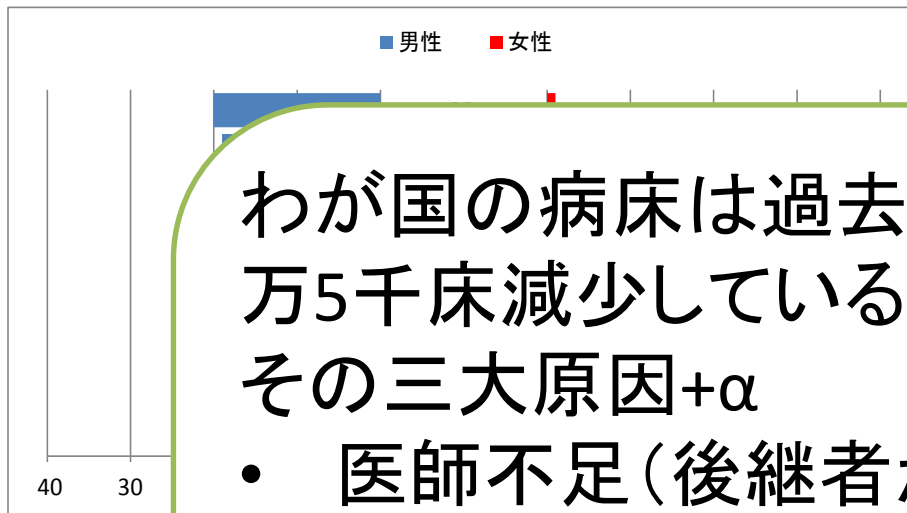 男性 女性
わが国の病床は過去
万5千床減少している
その三大原因+α
• 医師不足（後継者
40 30